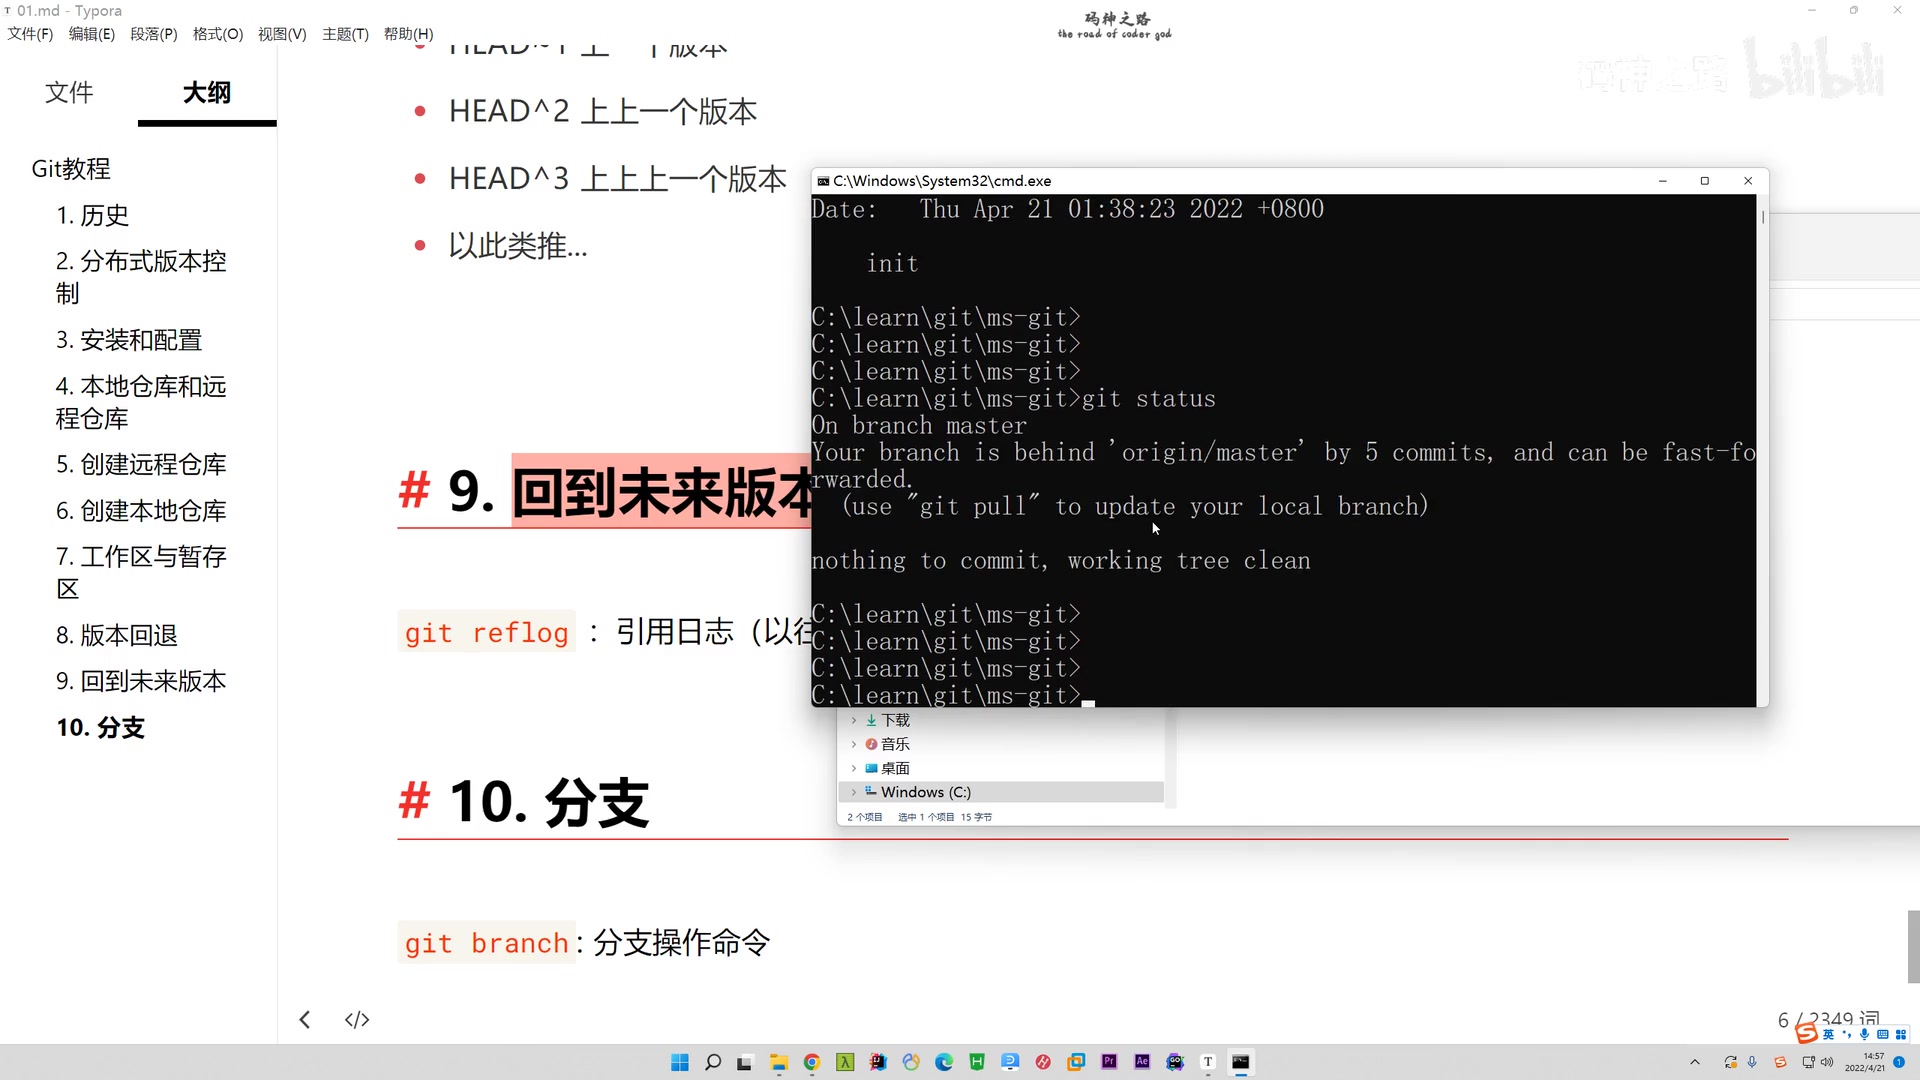 01.md - Typora
文件(F) 编辑(E) 段落(P) 格式(O) 视图(V) 主题(T) 帮助(H)
码神之路
the road of coder god
码神之路 bilibili
文件 大纲
Git教程
1. 历史
2. 分布式版本控
制
3. 安装和配置
4. 本地仓库和远
程仓库
5. 创建远程仓库
6. 创建本地仓库
7. 工作区与暂存
区
8. 版本回退
9. 回到未来版本
10. 分支
HEAD^2 上上一个版本
HEAD^3 上上上一个版本
以此类推...
# 9. 回到未来版本
git reflog : 引用日志（以往
# 10. 分支
git branch: 分支操作命令
C:\Windows\System32\cmd.exe
Date:   Thu Apr 21 01:38:23 2022 +0800
init
C:\learn\git\ms-git>
C:\learn\git\ms-git>
C:\learn\git\ms-git>
C:\learn\git\ms-git>git status
On branch master
Your branch is behind 'origin/master' by 5 commits, and can be fast-fo
rwarded.
(use "git pull" to update your local branch)
nothing to commit, working tree clean
C:\learn\git\ms-git>
C:\learn\git\ms-git>
C:\learn\git\ms-git>
C:\learn\git\ms-git>
下载
音乐
桌面
Windows (C:)
2 个项目 选中 1 个项目 15 字节
6 / 2349 词
英
14:57
2022/4/21